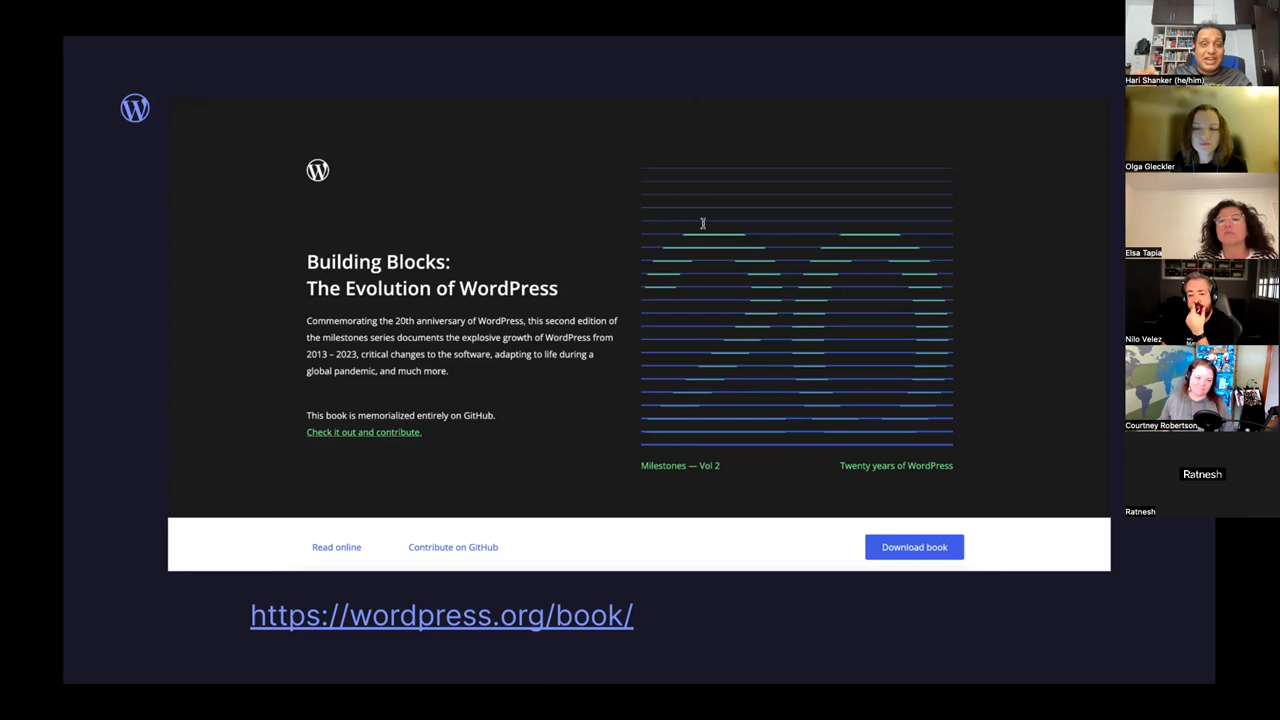 Building Blocks:
The Evolution of WordPress
Commemorating the 20th anniversary of WordPress, this second edition of
the milestones series documents the explosive growth of WordPress from
2013 – 2023, critical changes to the software, adapting to life during a
global pandemic, and much more.
This book is memorialized entirely on GitHub.
Check it out and contribute.
Milestones — Vol 2
Twenty years of WordPress
Read online
Contribute on GitHub
Download book
https://wordpress.org/book/
Hari Shanker (he/him)
Olga Gleckler
Elsa Tapia
Nilo Velez
Courtney Robertson
Ratnesh
Ratnesh